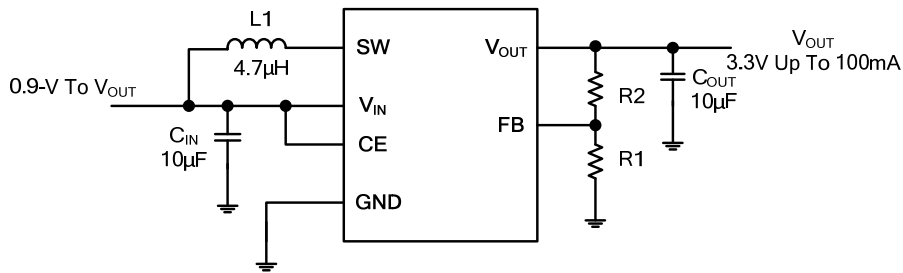 L1
4.7µH
SW
VOUT
VOUT
3.3V Up To 100mA
0.9-V To VOUT
VIN
CIN
10µF
CE
GND
FB
R2
R1
COUT
10µF